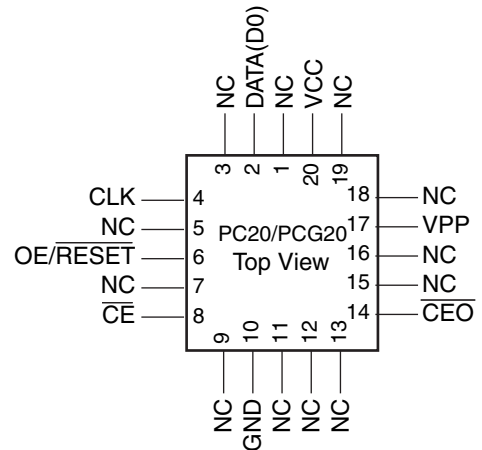 NC
DATA(D0)
NC
VCC
NC
3
2
1
20
19
CLK 4
NC 5
OE/RESET 6
NC 7
CE 8
PC20/PCG20
Top View
18 NC
17 VPP
16 NC
15 NC
14 CEO
9
10
11
12
13
NC
GND
NC
NC
NC